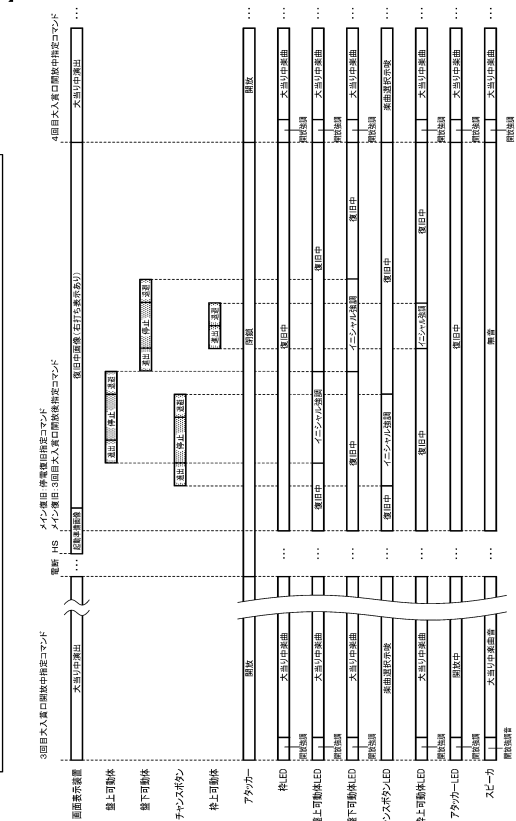 3回目大入賞口開放中指定コマンド
電断
HS
メイン復旧:停電復旧指定コマンド
メイン復旧:3回目大入賞口開放後指定コマンド
4回目大入賞口開放中指定コマンド
画面表示装置
大当り中演出
…
起動準備画像
復旧中画像(右打ち表示あり)
大当り中演出
…
盤上可動体
進出
停止
退避
盤下可動体
進出
停止
退避
チャンスボタン
進出
停止
退避
枠上可動体
進出
退避
アタッカー
開放
閉鎖
開放
…
枠LED
開放強調
大当り中楽曲
…
復旧中
開放強調
大当り中楽曲
…
盤上可動体LED
開放強調
大当り中楽曲
…
復旧中
イニシャル強調
復旧中
開放強調
大当り中楽曲
…
盤下可動体LED
開放強調
大当り中楽曲
…
復旧中
イニシャル強調
復旧中
開放強調
大当り中楽曲
…
ンスボタンLED
楽曲選択示唆
…
復旧中
イニシャル強調
復旧中
楽曲選択示唆
…
上可動体LED
開放強調
大当り中楽曲
…
復旧中
イニシャル強調
復旧中
開放強調
大当り中楽曲
…
アタッカーLED
開放強調
開放中
…
復旧中
開放強調
大当り中楽曲
…
スピーカ
開放強調音
大当り中楽曲音
…
無音
開放強調
大当り中楽曲
…